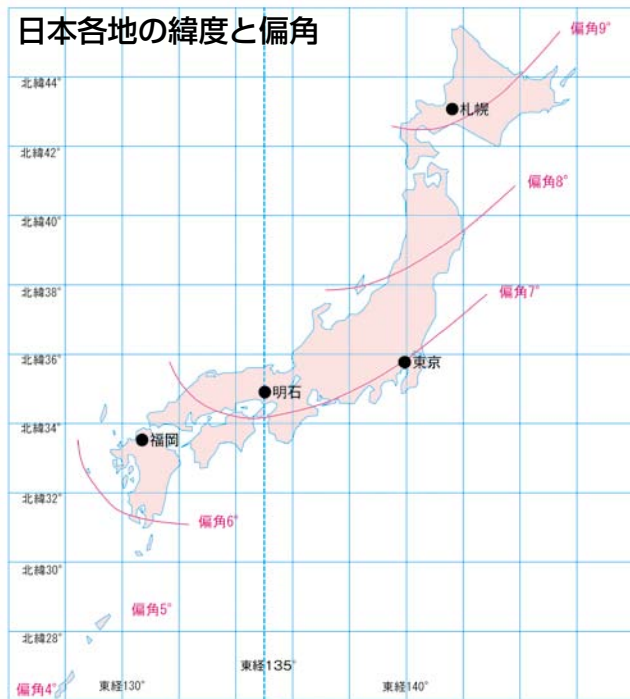 日本各地の緯度と偏角
偏角9°
北緯44°
札幌
北緯42°
偏角8°
北緯40°
北緯38°
偏角7°
北緯36°
東京
明石
北緯34°
福岡
北緯32°
偏角6°
北緯30°
偏角5°
北緯28°
東経135°
偏角4°
東経130°
東経140°